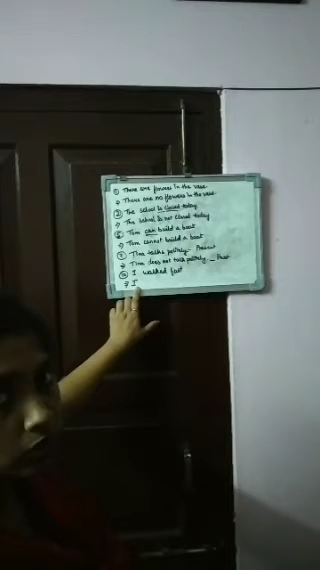 ① There are flowers in the vase.
→ There are no flowers in the vase.
② The school is closed today
→ The school is not closed today
③ Tom can build a boat
→ Tom cannot build a boat
④ Tina talks politely. Present
→ Tina does not talk politely. _
⑤ I walked fast
→ I